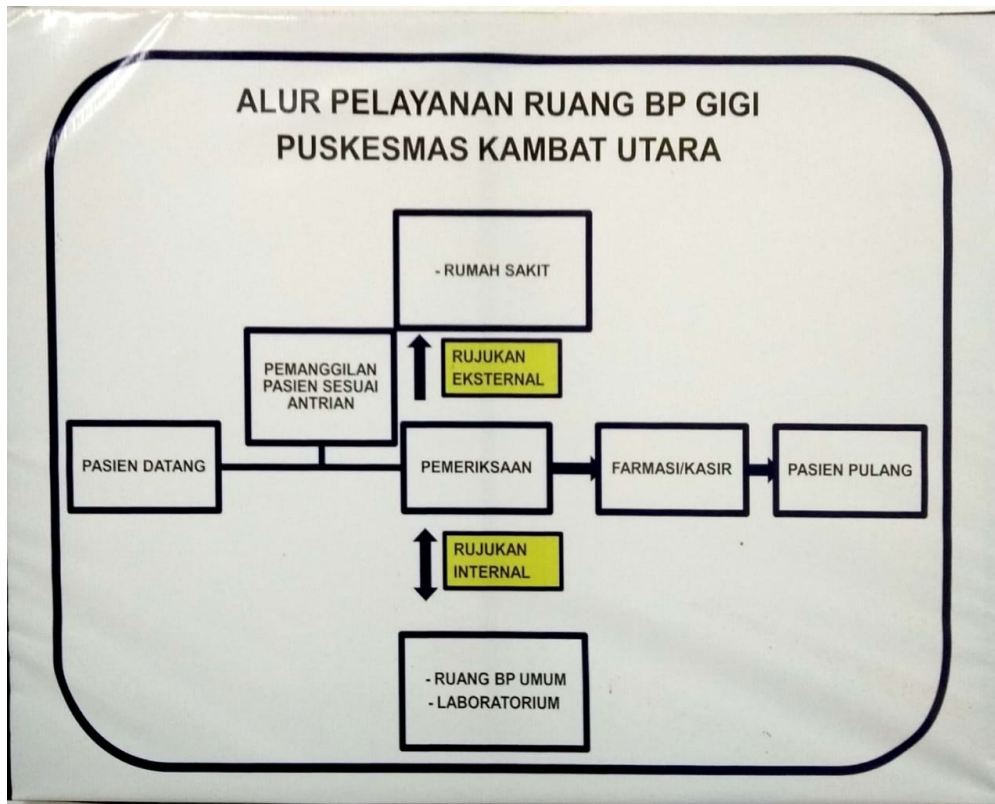 ALUR PELAYANAN RUANG BP GIGI
PUSKESMAS KAMBAT UTARA
- RUMAH SAKIT
RUJUKAN
EKSTERNAL
PEMANGGILAN
PASIEN SESUAI
ANTRIAN
PASIEN DATANG
PEMERIKSAAN
FARMASI/KASIR
PASIEN PULANG
RUJUKAN
INTERNAL
- RUANG BP UMUM
- LABORATORIUM